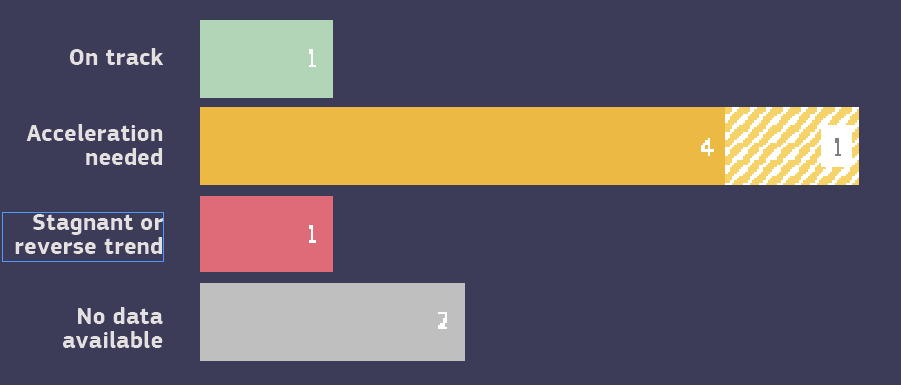 On track
1
Acceleration
needed
4
1
Stagnant or
reverse trend
1
No data
available
2